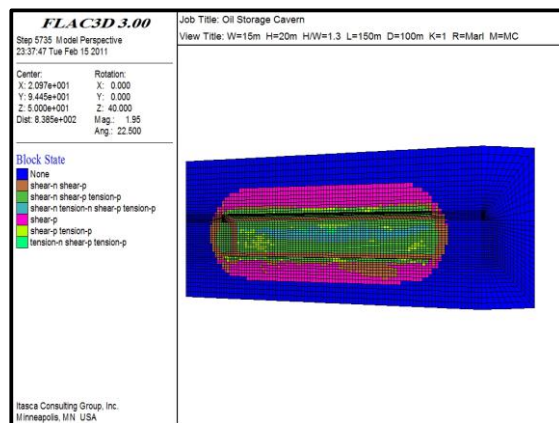 FLAC3D 3.00
Step 5735 Model Perspective
23:37:47 Tue Feb 15 2011
Center:
X: 2.097e+001
Y: 9.445e+001
Z: 5.000e+001
Dist: 8.385e+002
Rotation:
X: 0.000
Y: 0.000
Z: 40.000
Mag.: 1.95
Ang.: 22.500
Block State
None
shear-n shear-p
shear-n shear-p tension-p
shear-n tension-n shear-p tension-p
shear-p
shear-p tension-p
tension-n shear-p tension-p
Itasca Consulting Group, Inc.
Minneapolis, MN USA
Job Title: Oil Storage Cavern
View Title: W=15m H=20m H/W=1.3 L=150m D=100m K=1 R=Marl M=MC